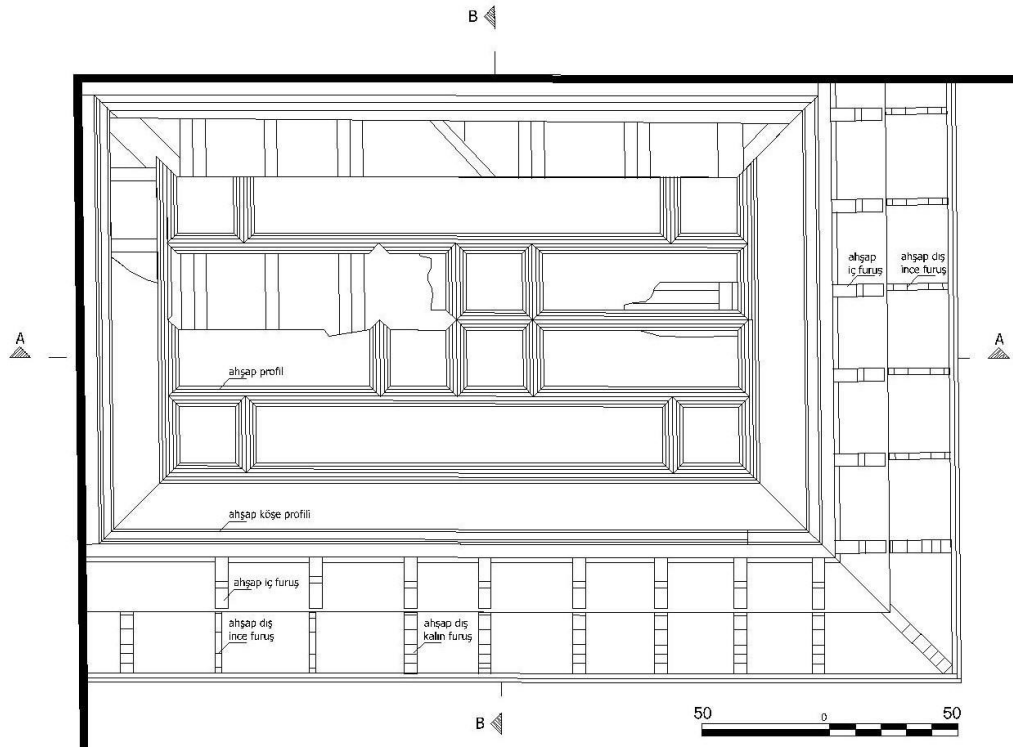 B
ahşap
iç furuş
ahşap dış
ince furuş
A
A
ahşap profil
ahşap köşe profili
ahşap iç furuş
ahşap dış
ince furuş
ahşap dış
kalın furuş
B
50
0
50